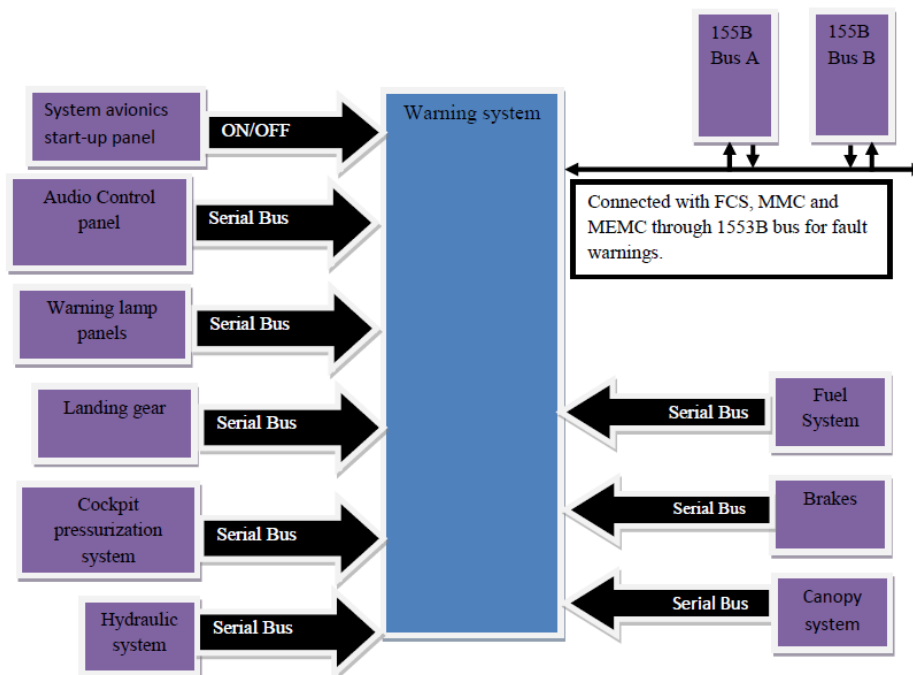 System avionics
start-up panel
ON/OFF
Audio Control
panel
Serial Bus
Warning lamp
panels
Serial Bus
Landing gear
Serial Bus
Cockpit
pressurization
system
Serial Bus
Hydraulic
system
Serial Bus
Warning system
155B
Bus A
155B
Bus B
Connected with FCS, MMC and
MEMC through 1553B bus for fault
warnings.
Serial Bus
Fuel
System
Serial Bus
Brakes
Serial Bus
Canopy
system